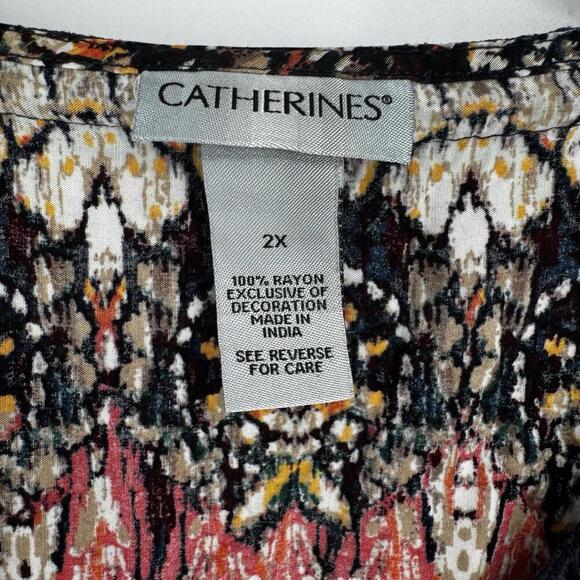 CATHERINES®
2X
100% RAYON
EXCLUSIVE OF
DECORATION
MADE IN
INDIA
SEE REVERSE
FOR CARE